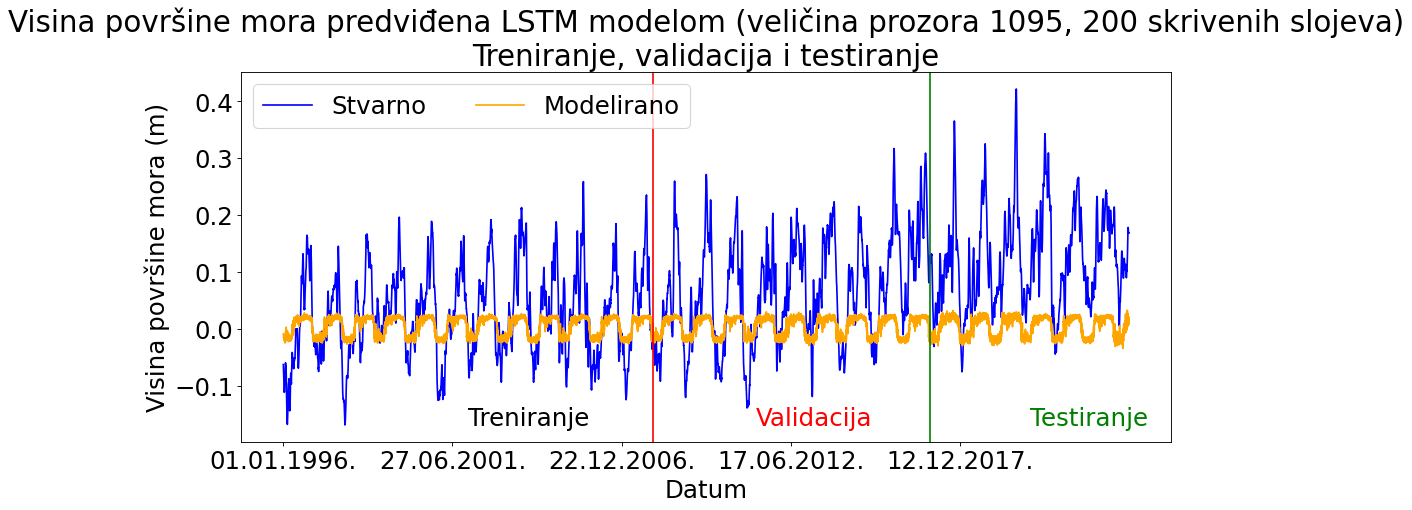 Visina površine mora predviđena LSTM modelom (veličina prozora 1095, 200 skrivenih slojeva)
Treniranje, validacija i testiranje
Stvarno
Modelirano
Visina površine mora (m)
0.4
0.3
0.2
0.1
0.0
−0.1
Treniranje
Validacija
Testiranje
01.01.1996.
27.06.2001.
22.12.2006.
17.06.2012.
12.12.2017.
Datum